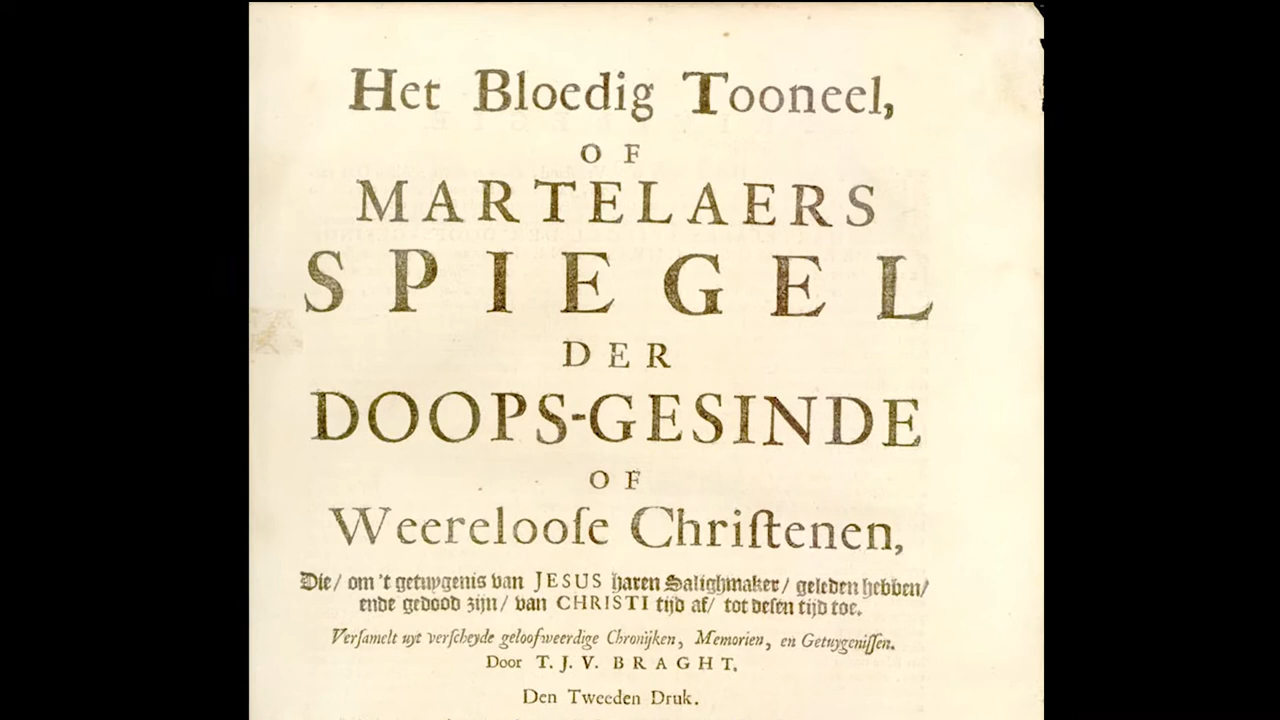 Het Bloedig Tooneel,
OF
MARTELAERS
SPIEGEL
DER
DOOPS-GESINDE
OF
Weerelooſe Chriſtenen,
Die/ om 't getuygenis van JESUS haren Salighmaker/ geleden hebben/
ende gedood zijn/ van CHRISTI tijd af/ tot deſen tijd toe.
Verſamelt uyt verſcheyde geloofweerdige Chronijken, Memorien, en Getuygeniſſen.
Door T. J. V. BRAGHT.
Den Tweeden Druk.